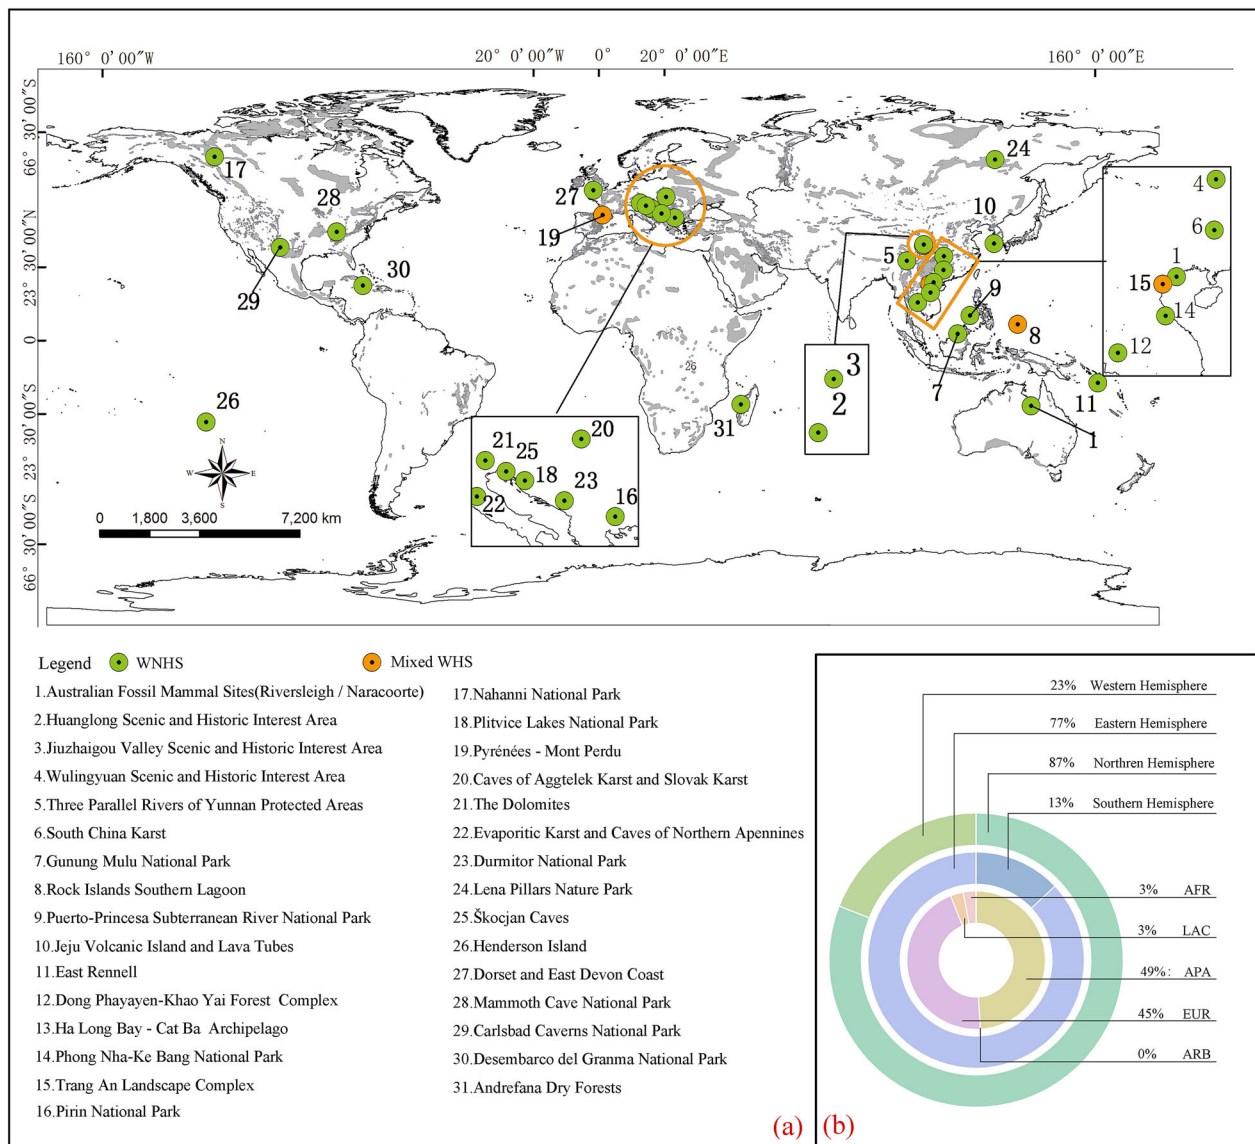 160° 0′00″W
20° 0′00″W
0°
20° 0′00″E
160° 0′00″E
66° 30′00″S
30′00″N
23°
0
30′00″S
23°
30′00″S
66°
17
28
29
30
26
27
19
24
10
5
9
8
7
11
1
31
26
3
2
4
6
1
15
14
12
21
25
20
18
23
22
16
N
W
E
S
0 1,800 3,600 7,200 km
Legend WNHS Mixed WHS
1.Australian Fossil Mammal Sites(Riversleigh / Naracoorte)
2.Huanglong Scenic and Historic Interest Area
3.Jiuzhaigou Valley Scenic and Historic Interest Area
4.Wulingyuan Scenic and Historic Interest Area
5.Three Parallel Rivers of Yunnan Protected Areas
6.South China Karst
7.Gunung Mulu National Park
8.Rock Islands Southern Lagoon
9.Puerto-Princesa Subterranean River National Park
10.Jeju Volcanic Island and Lava Tubes
11.East Rennell
12.Dong Phayayen-Khao Yai Forest Complex
13.Ha Long Bay - Cat Ba Archipelago
14.Phong Nha-Ke Bang National Park
15.Trang An Landscape Complex
16.Pirin National Park
17.Nahanni National Park
18.Plitvice Lakes National Park
19.Pyrénées - Mont Perdu
20.Caves of Aggtelek Karst and Slovak Karst
21.The Dolomites
22.Evaporitic Karst and Caves of Northern Apennines
23.Durmitor National Park
24.Lena Pillars Nature Park
25.Škocjan Caves
26.Henderson Island
27.Dorset and East Devon Coast
28.Mammoth Cave National Park
29.Carlsbad Caverns National Park
30.Desembarco del Granma National Park
31.Andrefana Dry Forests
(a)
(b)
23% Western Hemisphere
77% Eastern Hemisphere
87% Northren Hemisphere
13% Southern Hemisphere
3% AFR
3% LAC
49%: APA
45% EUR
0% ARB